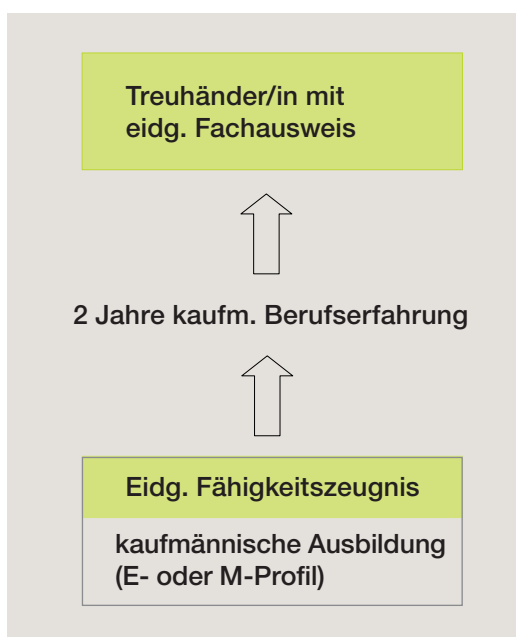 Treuhänder/in mit
eidg. Fachausweis
2 Jahre kaufm. Berufserfahrung
Eidg. Fähigkeitszeugnis
kaufmännische Ausbildung
(E- oder M-Profil)